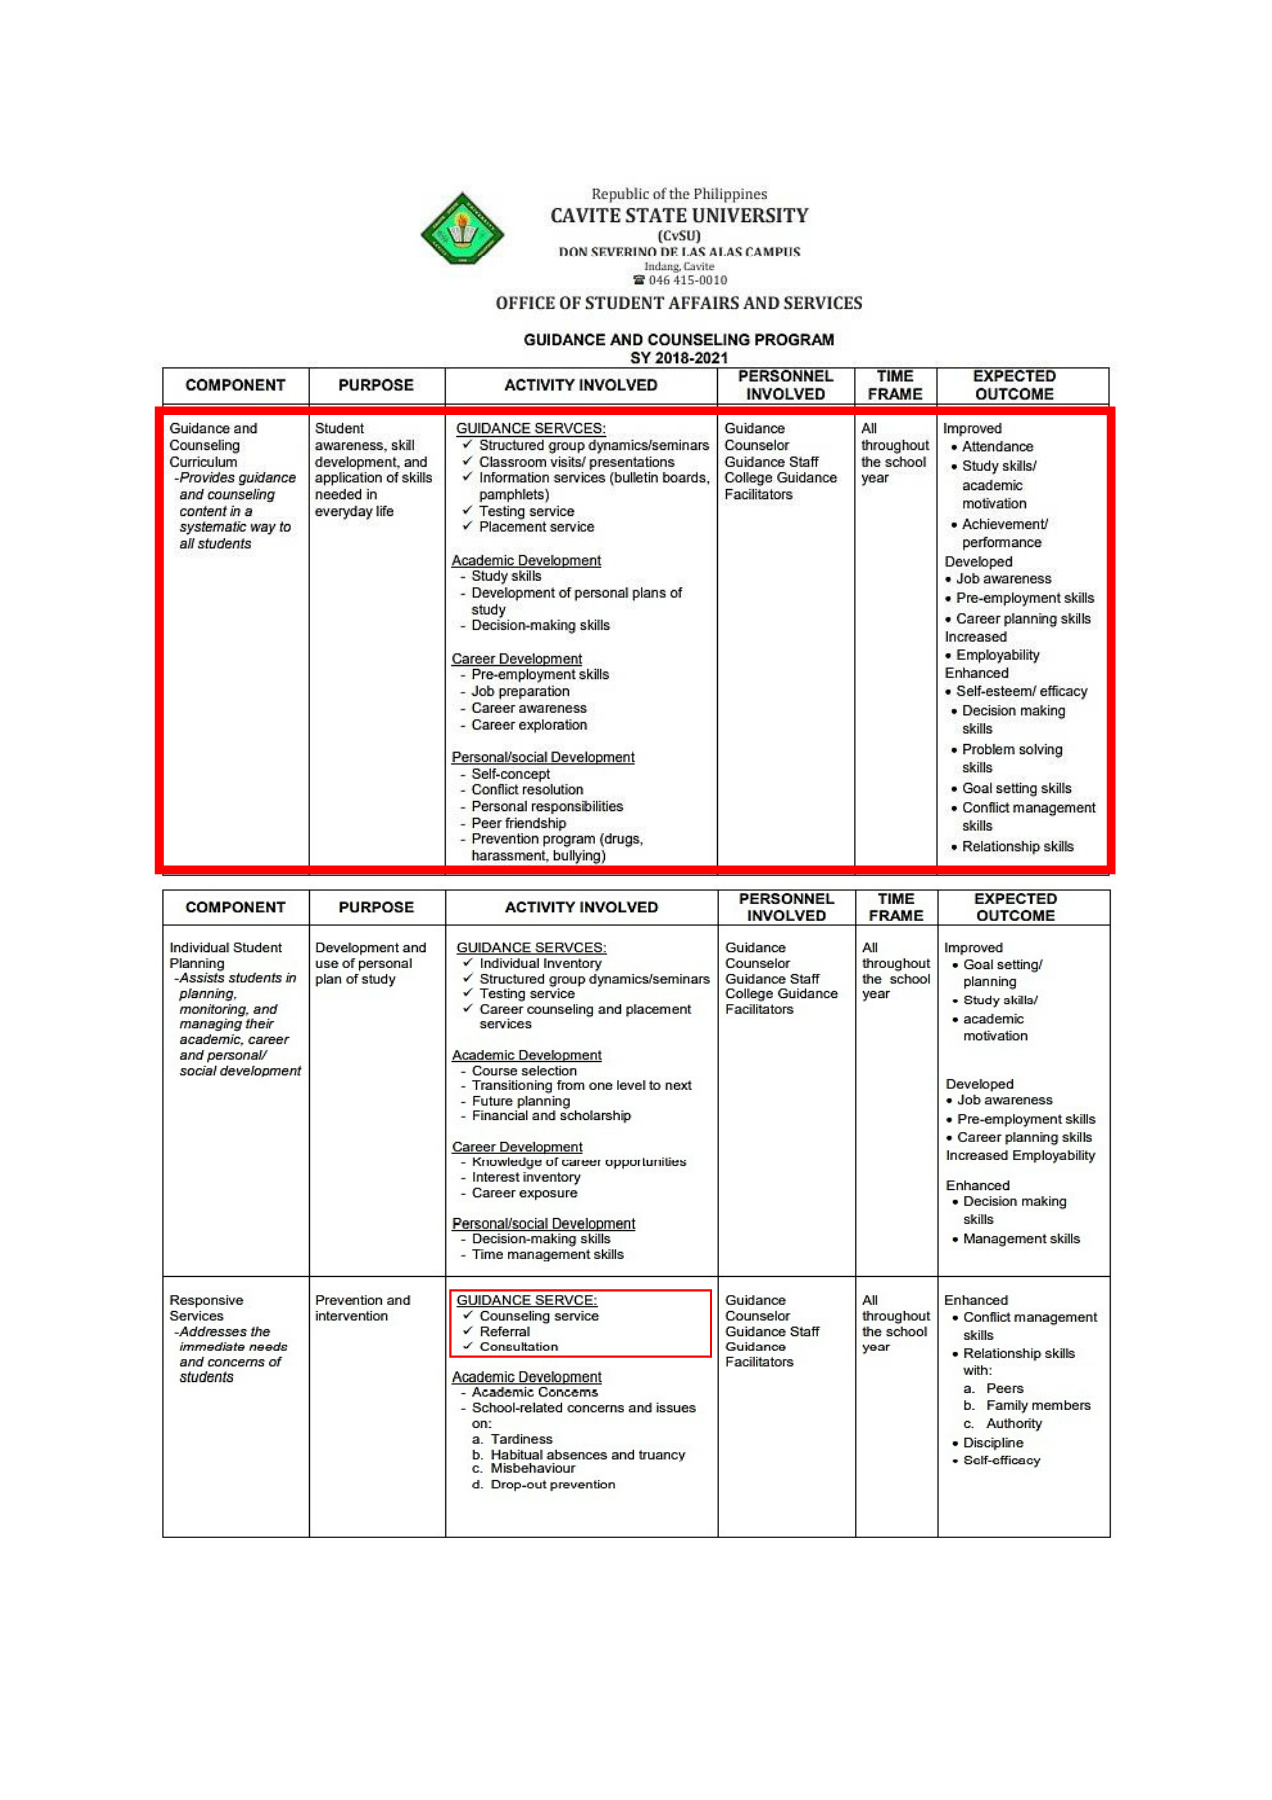 Republic of the Philippines
CAVITE STATE UNIVERSITY
(CvSU)
DON SEVERINO DE LAS ALAS CAMPUS
Indang, Cavite
☎ 046 415-0010
OFFICE OF STUDENT AFFAIRS AND SERVICES
GUIDANCE AND COUNSELING PROGRAM
SY 2018-2021
COMPONENT
PURPOSE
ACTIVITY INVOLVED
PERSONNEL
INVOLVED
TIME
FRAME
EXPECTED
OUTCOME
Guidance and
Counseling
Curriculum
-Provides guidance
and counseling
content in a
systematic way to
all students
Student
awareness, skill
development, and
application of skills
needed in
everyday life
GUIDANCE SERVCES:
✓ Structured group dynamics/seminars
✓ Classroom visits/ presentations
✓ Information services (bulletin boards,
pamphlets)
✓ Testing service
✓ Placement service
Academic Development
- Study skills
- Development of personal plans of
study
- Decision-making skills
Career Development
- Pre-employment skills
- Job preparation
- Career awareness
- Career exploration
Personal/social Development
- Self-concept
- Conflict resolution
- Personal responsibilities
- Peer friendship
- Prevention program (drugs,
harassment, bullying)
Guidance
Counselor
Guidance Staff
College Guidance
Facilitators
All
throughout
the school
year
Improved
• Attendance
• Study skills/
academic
motivation
• Achievement/
performance
Developed
• Job awareness
• Pre-employment skills
• Career planning skills
Increased
• Employability
Enhanced
• Self-esteem/ efficacy
• Decision making
skills
• Problem solving
skills
• Goal setting skills
• Conflict management
skills
• Relationship skills
COMPONENT
PURPOSE
ACTIVITY INVOLVED
PERSONNEL
INVOLVED
TIME
FRAME
EXPECTED
OUTCOME
Individual Student
Planning
-Assists students in
planning,
monitoring, and
managing their
academic, career
and personal/
social development
Development and
use of personal
plan of study
GUIDANCE SERVCES:
✓ Individual Inventory
✓ Structured group dynamics/seminars
✓ Testing service
✓ Career counseling and placement
services
Academic Development
- Course selection
- Transitioning from one level to next
- Future planning
- Financial and scholarship
Career Development
- Knowledge of career opportunities
- Interest inventory
- Career exposure
Personal/social Development
- Decision-making skills
- Time management skills
Guidance
Counselor
Guidance Staff
College Guidance
Facilitators
All
throughout
the school
year
Improved
• Goal setting/
planning
• Study skills/
• academic
motivation
Developed
• Job awareness
• Pre-employment skills
• Career planning skills
Increased Employability
Enhanced
• Decision making
skills
• Management skills
Responsive
Services
-Addresses the
immediate needs
and concerns of
students
Prevention and
intervention
GUIDANCE SERVCE:
✓ Counseling service
✓ Referral
✓ Consultation
Academic Development
- Academic Concerns
- School-related concerns and issues
on:
a. Tardiness
b. Habitual absences and truancy
c. Misbehaviour
d. Drop-out prevention
Guidance
Counselor
Guidance Staff
Guidance
Facilitators
All
throughout
the school
year
Enhanced
• Conflict management
skills
• Relationship skills
with:
a. Peers
b. Family members
c. Authority
• Discipline
• Self-efficacy